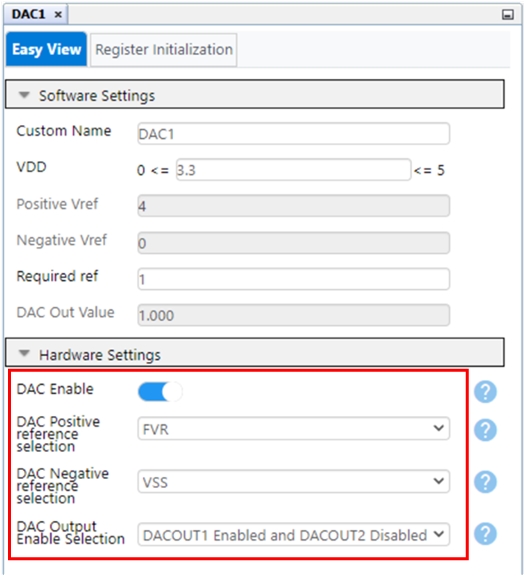 DAC1 ×
Easy View Register Initialization
Software Settings
Custom Name DAC1
VDD 0 <= 3.3 <= 5
Positive Vref 4
Negative Vref 0
Required ref 1
DAC Out Value 1.000
Hardware Settings
DAC Enable ?
DAC Positive
reference
selection FVR ?
DAC Negative
reference
selection VSS ?
DAC Output
Enable Selection DACOUT1 Enabled and DACOUT2 Disabled ?